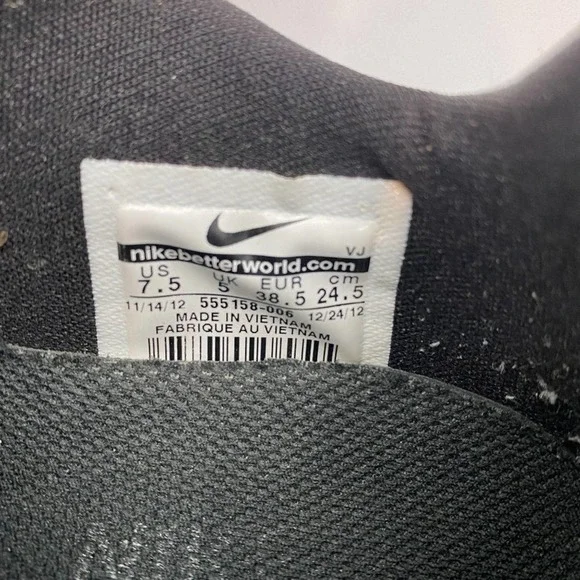 nikebetterworld.com
VJ
US UK EUR cm
7.5 5 38.5 24.5
11/14/12 555158-006 12/24/12
MADE IN VIETNAM
FABRIQUE AU VIETNAM